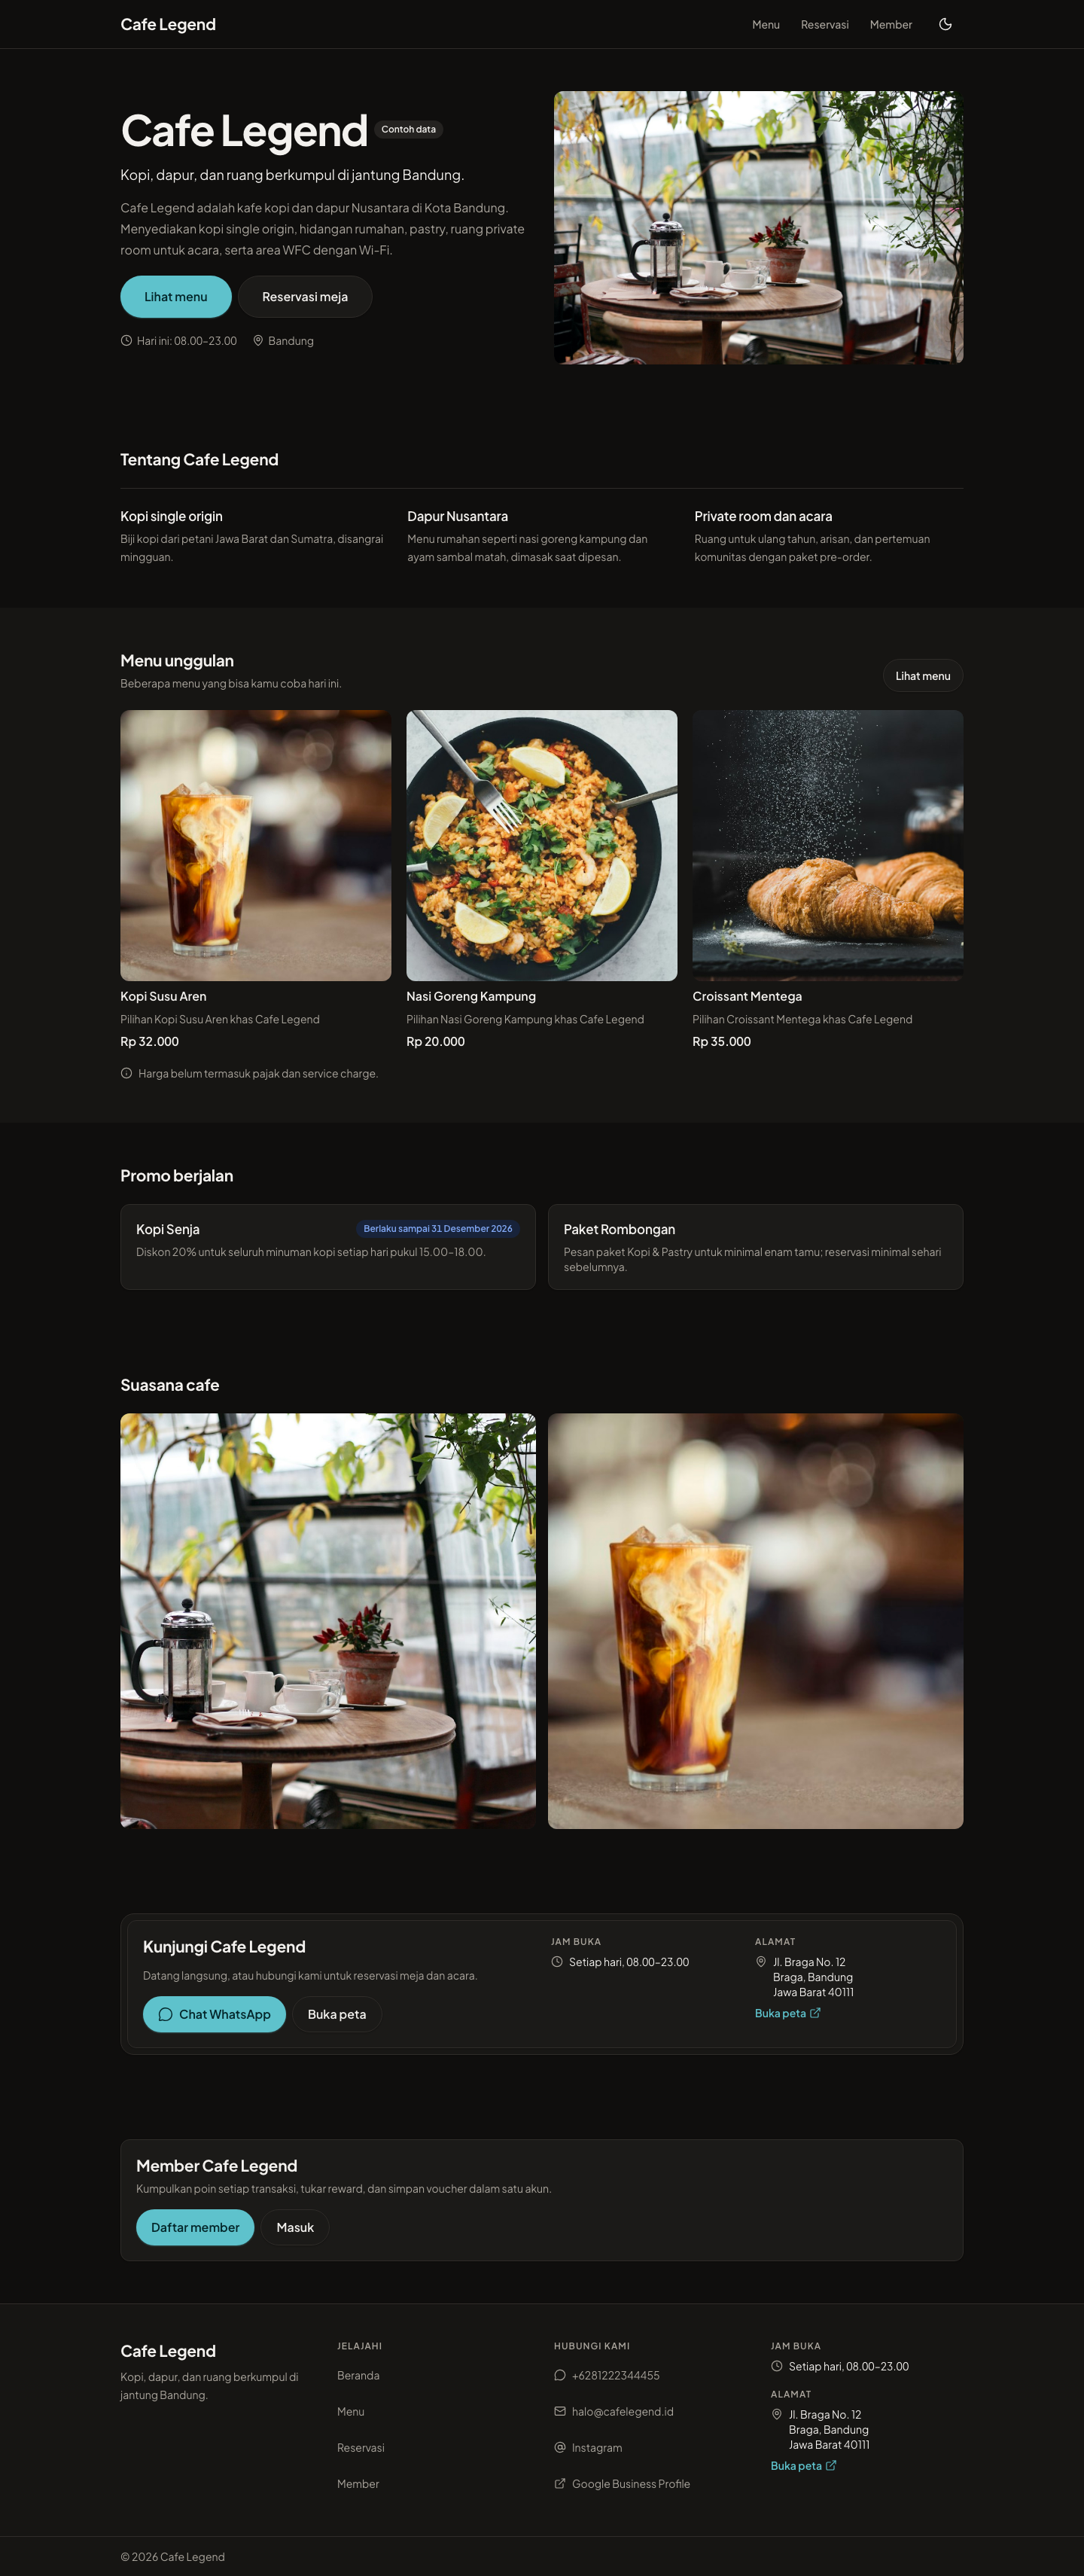 Cafe Legend
Menu
Reservasi
Member
Cafe Legend
Contoh data
Kopi, dapur, dan ruang berkumpul di jantung Bandung.
Cafe Legend adalah kafe kopi dan dapur Nusantara di Kota Bandung.
Menyediakan kopi single origin, hidangan rumahan, pastry, ruang private
room untuk acara, serta area WFC dengan Wi-Fi.
Lihat menu
Reservasi meja
Hari ini: 08.00–23.00
Bandung
Tentang Cafe Legend
Kopi single origin
Biji kopi dari petani Jawa Barat dan Sumatra, disangrai
mingguan.
Dapur Nusantara
Menu rumahan seperti nasi goreng kampung dan
ayam sambal matah, dimasak saat dipesan.
Private room dan acara
Ruang untuk ulang tahun, arisan, dan pertemuan
komunitas dengan paket pre-order.
Menu unggulan
Beberapa menu yang bisa kamu coba hari ini.
Lihat menu
Kopi Susu Aren
Pilihan Kopi Susu Aren khas Cafe Legend
Rp 32.000
Nasi Goreng Kampung
Pilihan Nasi Goreng Kampung khas Cafe Legend
Rp 20.000
Croissant Mentega
Pilihan Croissant Mentega khas Cafe Legend
Rp 35.000
Harga belum termasuk pajak dan service charge.
Promo berjalan
Kopi Senja
Berlaku sampai 31 Desember 2026
Diskon 20% untuk seluruh minuman kopi setiap hari pukul 15.00–18.00.
Paket Rombongan
Pesan paket Kopi & Pastry untuk minimal enam tamu; reservasi minimal sehari
sebelumnya.
Suasana cafe
Kunjungi Cafe Legend
Datang langsung, atau hubungi kami untuk reservasi meja dan acara.
Chat WhatsApp
Buka peta
JAM BUKA
Setiap hari, 08.00–23.00
ALAMAT
Jl. Braga No. 12
Braga, Bandung
Jawa Barat 40111
Buka peta
Member Cafe Legend
Kumpulkan poin setiap transaksi, tukar reward, dan simpan voucher dalam satu akun.
Daftar member
Masuk
Cafe Legend
Kopi, dapur, dan ruang berkumpul di
jantung Bandung.
JELAJAHI
Beranda
Menu
Reservasi
Member
HUBUNGI KAMI
+6281222344455
halo@cafelegend.id
Instagram
Google Business Profile
JAM BUKA
Setiap hari, 08.00–23.00
ALAMAT
Jl. Braga No. 12
Braga, Bandung
Jawa Barat 40111
Buka peta
© 2026 Cafe Legend